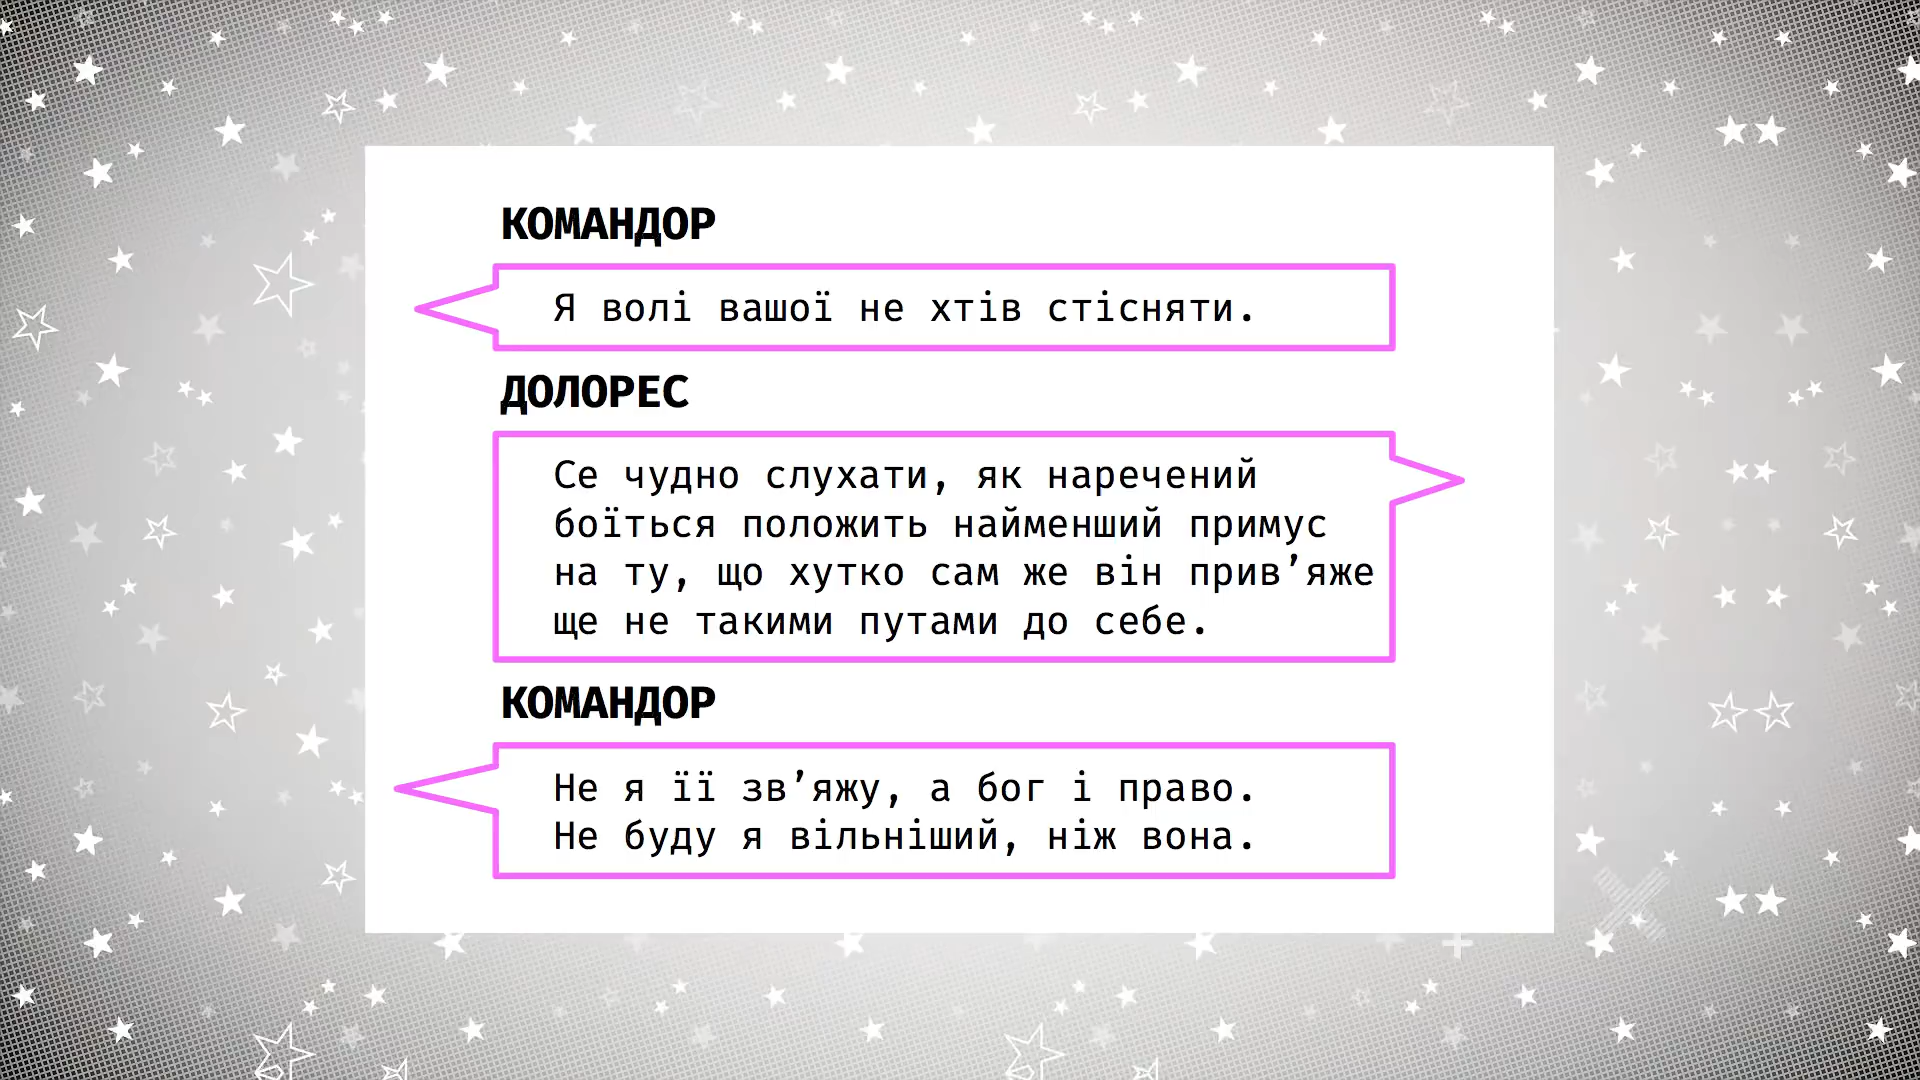 КОМАНДОР
Я волі вашої не хтів стісняти.
ДОЛОРЕС
Се чудно слухати, як наречений
боїться положить найменший примус
на ту, що хутко сам же він прив’яже
ще не такими путами до себе.
КОМАНДОР
Не я її зв’яжу, а бог і право.
Не буду я вільніший, ніж вона.